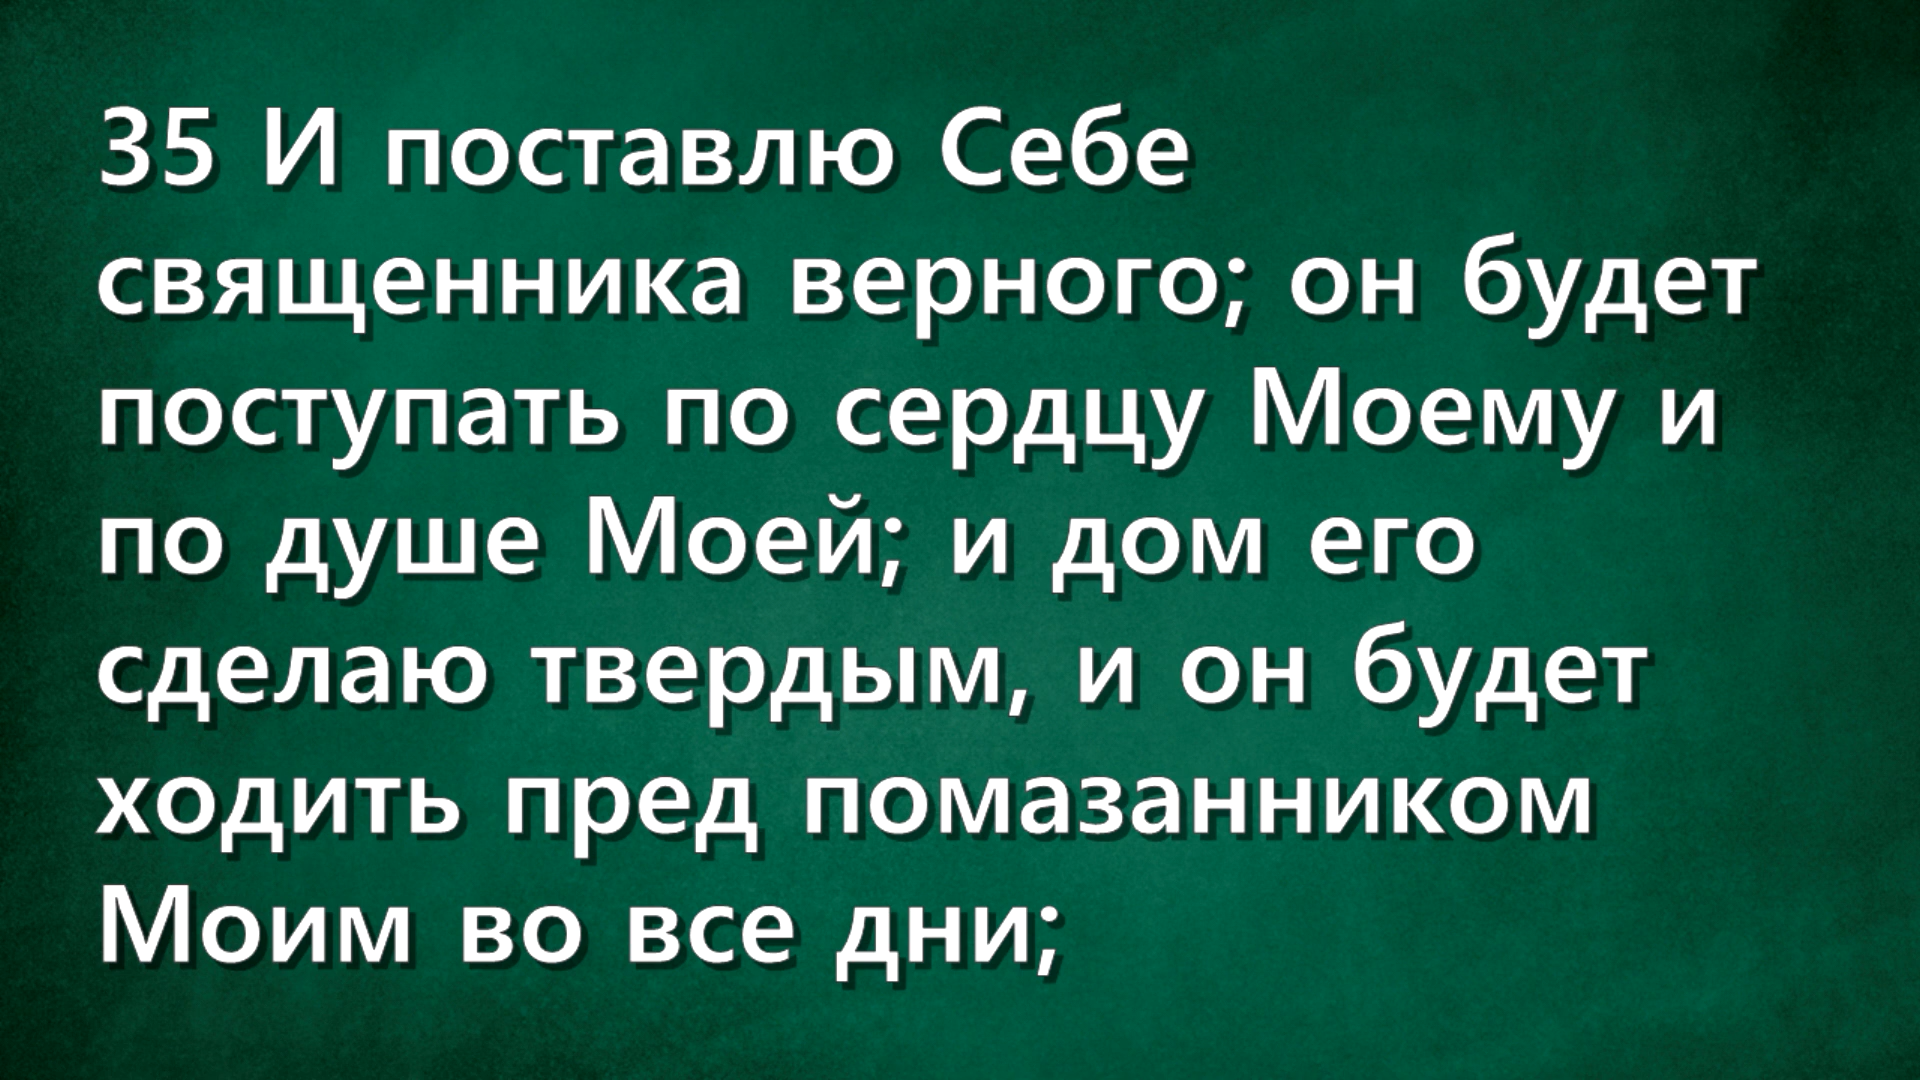 35 И поставлю Себе
священника верного; он будет
поступать по сердцу Моему и
по душе Моей; и дом его
сделаю твердым, и он будет
ходить пред помазанником
Моим во все дни;